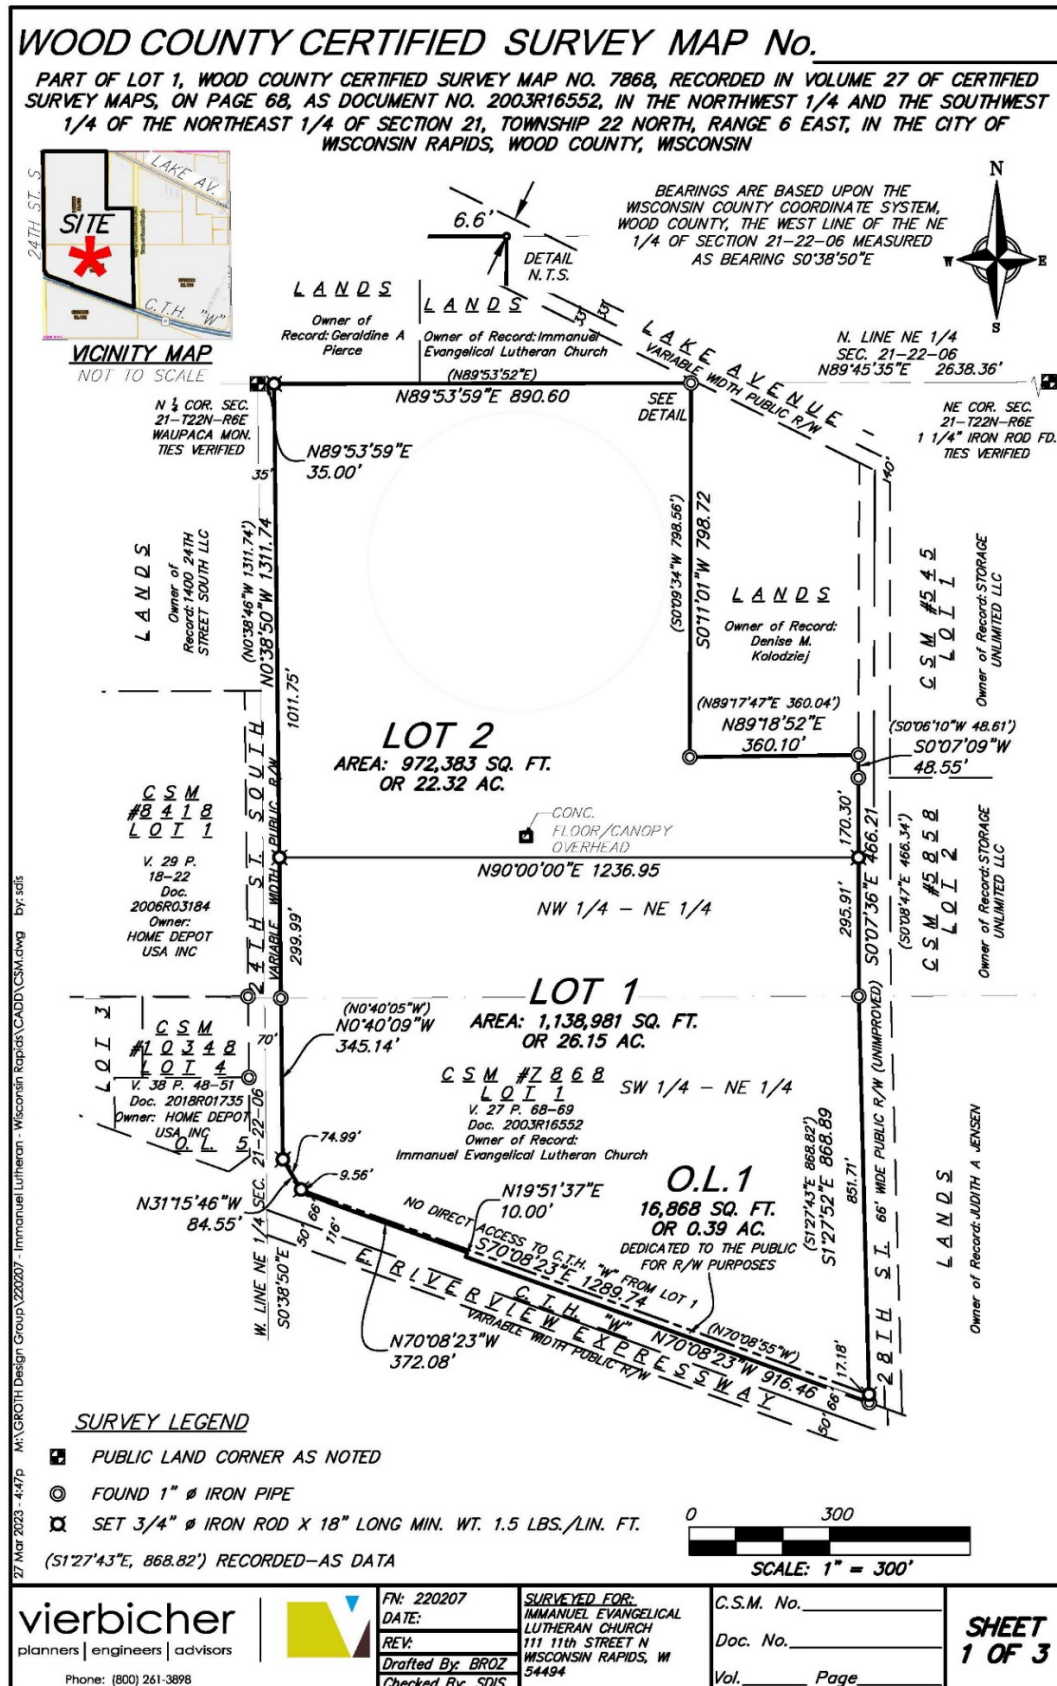 WOOD COUNTY CERTIFIED SURVEY MAP No.
PART OF LOT 1, WOOD COUNTY CERTIFIED SURVEY MAP NO. 7868, RECORDED IN VOLUME 27 OF CERTIFIED
SURVEY MAPS, ON PAGE 68, AS DOCUMENT NO. 2003R16552, IN THE NORTHWEST 1/4 AND THE SOUTHWEST
1/4 OF THE NORTHEAST 1/4 OF SECTION 21, TOWNSHIP 22 NORTH, RANGE 6 EAST, IN THE CITY OF
WISCONSIN RAPIDS, WOOD COUNTY, WISCONSIN
24TH ST. S.
LAKE AV.
SITE
C.T.H. "W"
VICINITY MAP
NOT TO SCALE
6.6'
DETAIL
N.T.S.
BEARINGS ARE BASED UPON THE
WISCONSIN COUNTY COORDINATE SYSTEM,
WOOD COUNTY, THE WEST LINE OF THE NE
1/4 OF SECTION 21-22-06 MEASURED
AS BEARING S0°38'50"E
N
W
E
S
LANDS
Owner of
Record: Geraldine A
Pierce
LANDS
Owner of Record: Immanuel
Evangelical Lutheran Church
33'
33'
LAKE AVENUE
VARIABLE WIDTH PUBLIC R/W
N. LINE NE 1/4
SEC. 21-22-06
N89°45'35"E 2638.36'
(N89°53'52"E)
N89°53'59"E 890.60
SEE
DETAIL
N 1/4 COR. SEC.
21-T22N-R6E
WAUPACA MON.
TIES VERIFIED
NE COR. SEC.
21-T22N-R6E
1 1/4" IRON ROD FD.
TIES VERIFIED
N89°53'59"E
35.00'
35'
140'
LANDS
Owner of
Record: 1400 24TH
STREET SOUTH LLC
(N0°38'46"W 1311.74')
N0°38'50"W 1311.74
1011.75'
(S0°09'34"W 798.56')
S0°11'01"W 798.72
LANDS
Owner of Record:
Denise M.
Kolodziej
CSM #545
LOT 1
Owner of Record: STORAGE
UNLIMITED LLC
(N89°17'47"E 360.04')
N89°18'52"E
360.10'
(S0°06'10"W 48.61')
S0°07'09"W
48.55'
LOT 2
AREA: 972,383 SQ. FT.
OR 22.32 AC.
CSM
#8418
LOT 1
V. 29 P.
18-22
Doc.
2006R03184
Owner:
HOME DEPOT
USA INC
24TH ST. SOUTH
VARIABLE WIDTH PUBLIC R/W
CONC.
FLOOR/CANOPY
OVERHEAD
N90°00'00"E 1236.95
170.30'
S0°07'36"E 466.21
(S0°08'47"E 466.34')
295.91'
CSM #5858
LOT 2
Owner of Record: STORAGE
UNLIMITED LLC
299.99'
NW 1/4 - NE 1/4
LOT 1
AREA: 1,138,981 SQ. FT.
OR 26.15 AC.
LOT 3
CSM
#10348
LOT 4
V. 38 P. 48-51
Doc. 2018R01735
Owner: HOME DEPOT
USA INC
O.L. 5
70'
(N0°40'05"W)
N0°40'09"W
345.14'
CSM #7868
LOT 1
V. 27 P. 68-69
Doc. 2003R16552
Owner of Record:
Immanuel Evangelical Lutheran Church
SW 1/4 - NE 1/4
74.99'
9.56'
N31°15'46"W
84.55'
W. LINE NE 1/4 SEC. 21-22-06
S0°38'50"E
50'
66'
116'
N19°51'37"E
10.00'
O.L.1
16,868 SQ. FT.
OR 0.39 AC.
DEDICATED TO THE PUBLIC
FOR R/W PURPOSES
NO DIRECT ACCESS TO C.T.H. "W" FROM LOT 1
S70°08'23"E 1289.74
C.T.H. "W"
E. RIVERVIEW EXPRESSWAY
VARIABLE WIDTH PUBLIC R/W
(N70°08'55"W)
N70°08'23"W 916.46
N70°08'23"W
372.08'
(S1°27'43"E 868.82')
S1°27'52"E 868.89
851.71'
17.18'
50'
66'
28TH ST. 66' WIDE PUBLIC R/W (UNIMPROVED)
LANDS
Owner of Record: JUDITH A JENSEN
SURVEY LEGEND
PUBLIC LAND CORNER AS NOTED
FOUND 1" ø IRON PIPE
SET 3/4" ø IRON ROD X 18" LONG MIN. WT. 1.5 LBS./LIN. FT.
(S1°27'43"E, 868.82') RECORDED-AS DATA
0 300
SCALE: 1" = 300'
27 Mar 2023 - 4:47p M:\GROTH Design Group\220207 - Immanuel Lutheran - Wisconsin Rapids\CADD\CSM.dwg by: sdis
vierbicher
planners | engineers | advisors
Phone: (800) 261-3898
FN: 220207
DATE:
REV:
Drafted By: BROZ
Checked By: SDIS
SURVEYED FOR:
IMMANUEL EVANGELICAL
LUTHERAN CHURCH
111 11th STREET N
WISCONSIN RAPIDS, WI
54494
C.S.M. No.
Doc. No.
Vol. Page
SHEET
1 OF 3